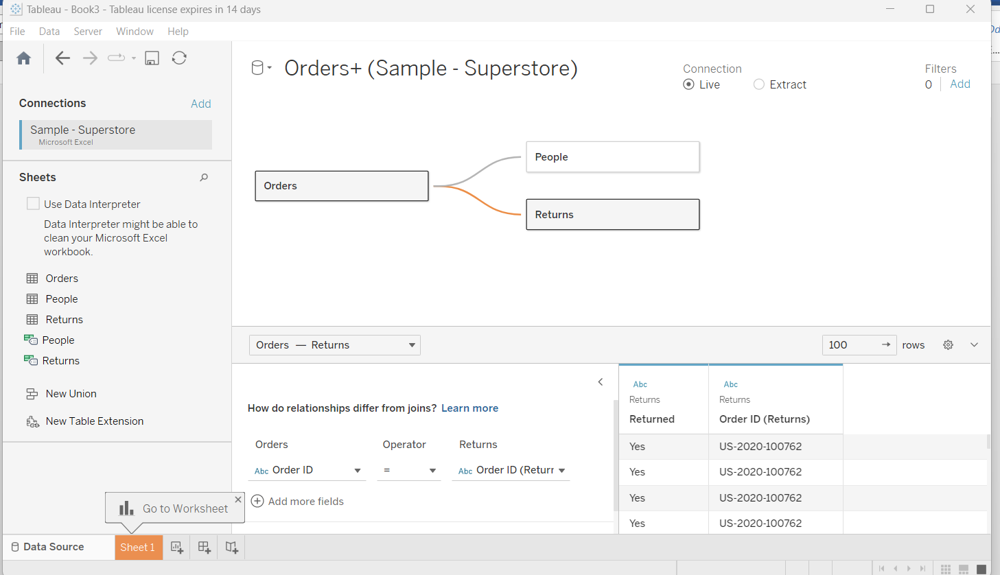 Tableau - Book3 - Tableau license expires in 14 days
File Data Server Window Help
Orders+ (Sample - Superstore)
Connection
Live Extract
Filters
0 Add
Connections Add
Sample - Superstore
Microsoft Excel
Sheets
Use Data Interpreter
Data Interpreter might be able to
clean your Microsoft Excel
workbook.
Orders
People
Returns
People
Returns
New Union
New Table Extension
Orders
People
Returns
Orders — Returns
100 rows
How do relationships differ from joins? Learn more
Orders Operator Returns
Abc Order ID = Abc Order ID (Returr
Add more fields
Abc Abc
Returns Returns
Returned Order ID (Returns)
Yes US-2020-100762
Yes US-2020-100762
Yes US-2020-100762
Yes US-2020-100762
Go to Worksheet
Data Source Sheet 1